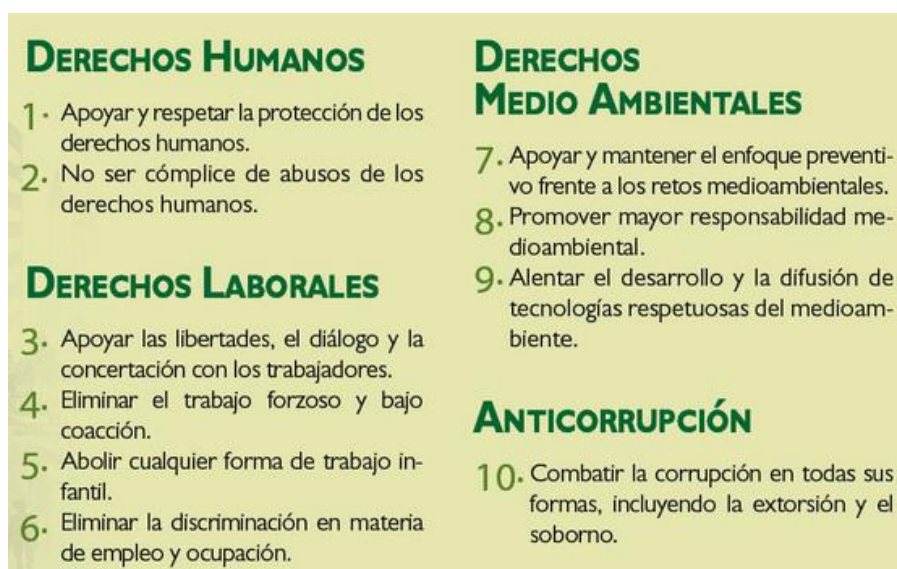 DERECHOS HUMANOS
1. Apoyar y respetar la protección de los
derechos humanos.
2. No ser cómplice de abusos de los
derechos humanos.
DERECHOS LABORALES
3. Apoyar las libertades, el diálogo y la
concertación con los trabajadores.
4. Eliminar el trabajo forzoso y bajo
coacción.
5. Abolir cualquier forma de trabajo in-
fantil.
6. Eliminar la discriminación en materia
de empleo y ocupación.
DERECHOS
MEDIO AMBIENTALES
7. Apoyar y mantener el enfoque preventi-
vo frente a los retos medioambientales.
8. Promover mayor responsabilidad me-
dioambiental.
9. Alentar el desarrollo y la difusión de
tecnologías respetuosas del medioam-
biente.
ANTICORRUPCIÓN
10. Combatir la corrupción en todas sus
formas, incluyendo la extorsión y el
soborno.